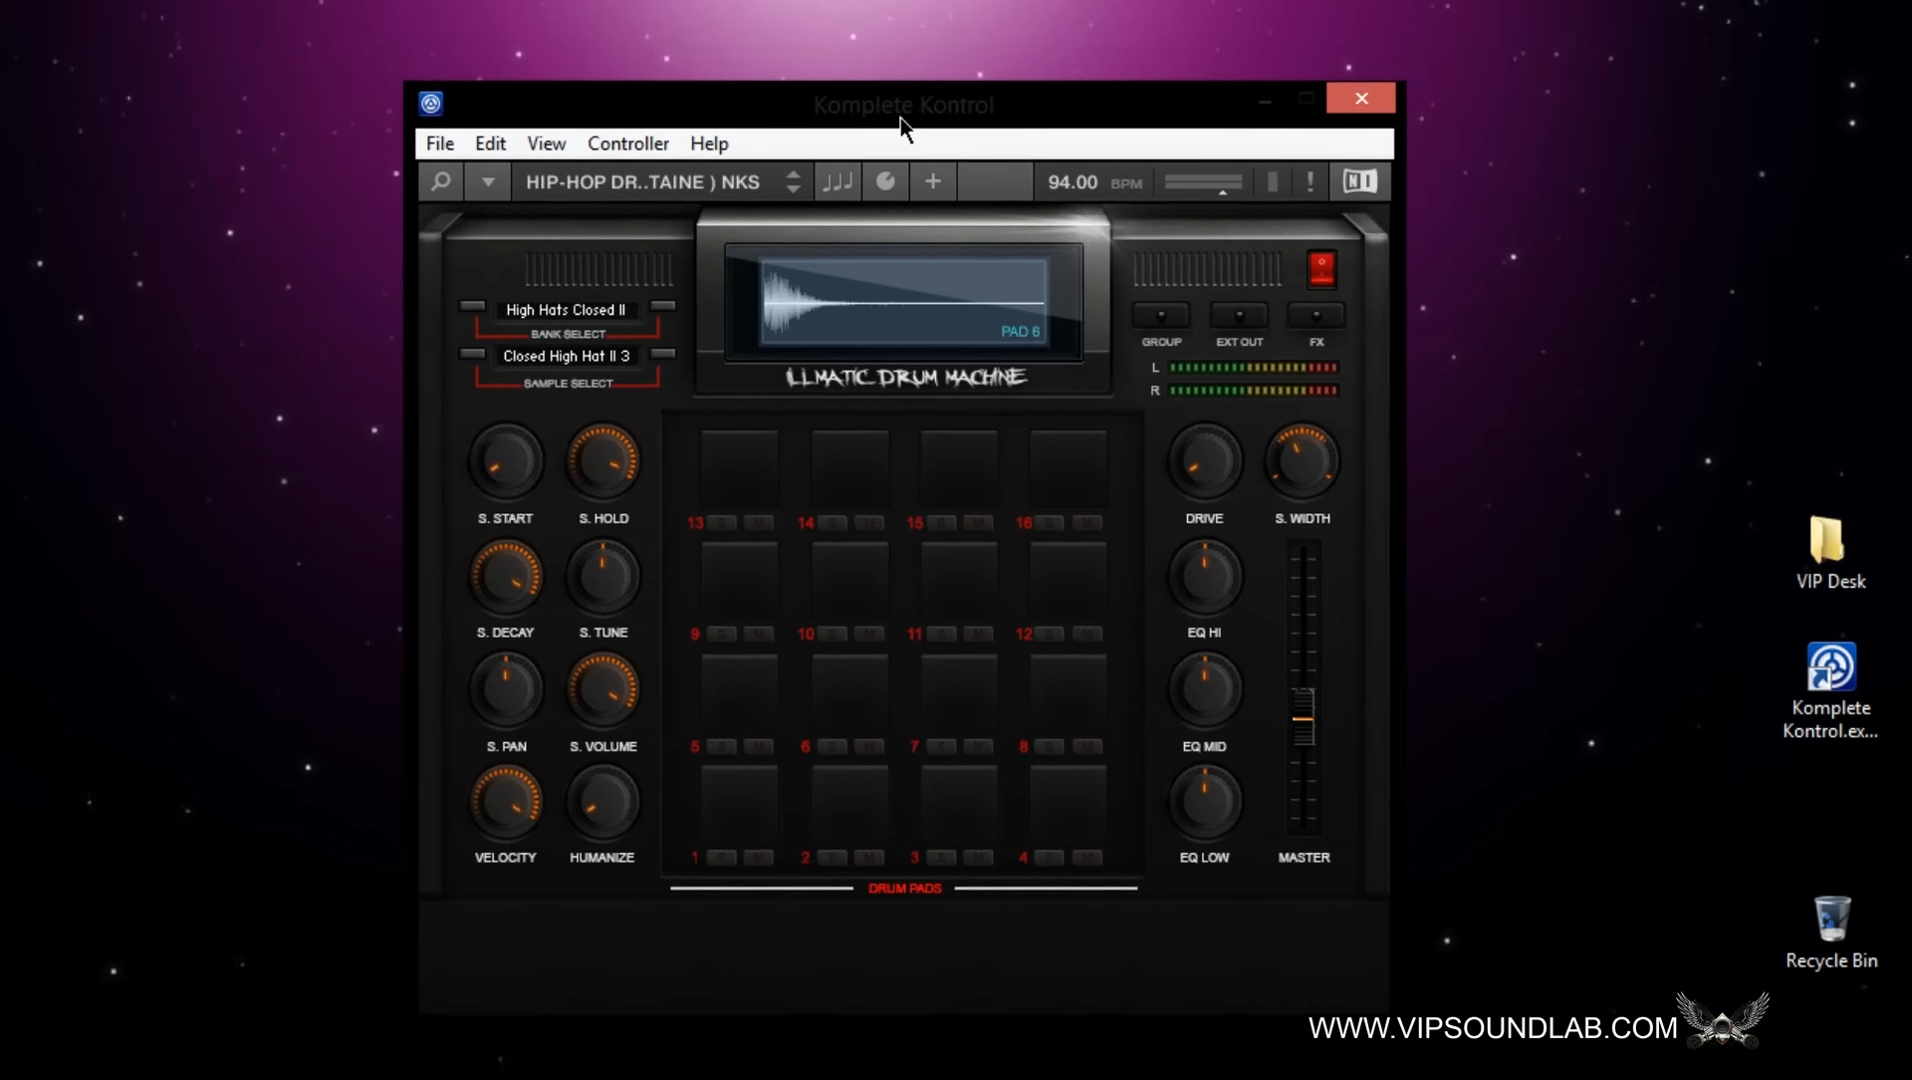 Komplete Kontrol
File Edit View Controller Help
HIP-HOP DR..TAINE ) NKS 94.00 BPM
High Hats Closed II
BANK SELECT
Closed High Hat II 3
SAMPLE SELECT
PAD 6
ILLMATIC DRUM MACHINE
GROUP EXT OUT FX
L
R
S. START S. HOLD
S. DECAY S. TUNE
S. PAN S. VOLUME
VELOCITY HUMANIZE
13 S M 14 S M 15 S M 16 S M
9 S M 10 S M 11 S M 12 S M
5 S M 6 S M 7 S M 8 S M
1 S M 2 S M 3 S M 4 S M
DRUM PADS
DRIVE S. WIDTH
EQ HI
EQ MID
EQ LOW MASTER
VIP Desk
Komplete
Kontrol.ex...
Recycle Bin
WWW.VIPSOUNDLAB.COM